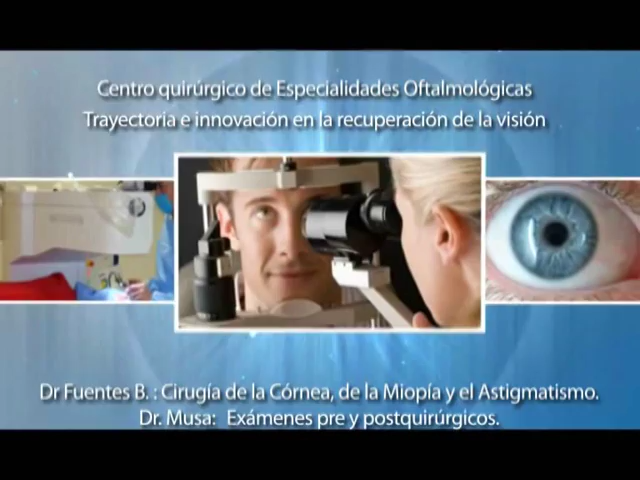 Centro quirúrgico de Especialidades Oftalmológicas
Trayectoria e innovación en la recuperación de la visión
Dr Fuentes B. : Cirugía de la Córnea, de la Miopía y el Astigmatismo.
Dr. Musa: Exámenes pre y postquirúrgicos.